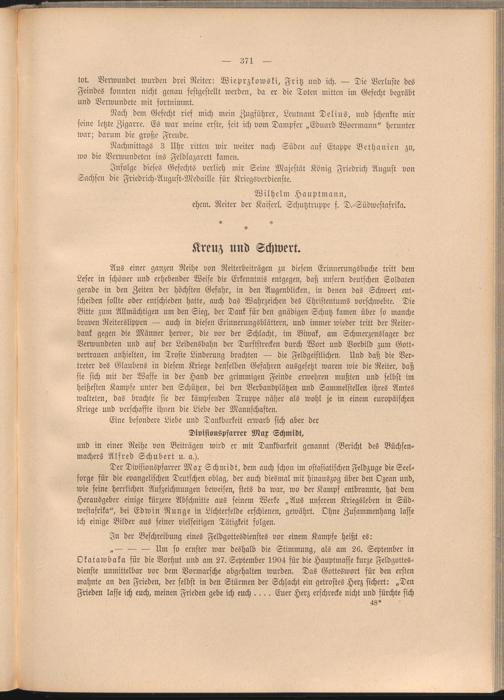 — 371 —
tot. Verwundet wurden drei Reiter: Wieprzkowski, Fritz und ich. — Die Verluste des
Feindes konnten nicht genau festgestellt werden, da er die Toten mitten im Gefecht begräbt
und Verwundete mit fortnimmt.
Nach dem Gefecht rief mich mein Zugführer, Leutnant Delius, und schenkte mir
seine letzte Zigarre. Es war meine erste, seit ich vom Dampfer „Eduard Woermann“ herunter
war; darum die große Freude.
Nachmittags 3 Uhr ritten wir weiter nach Süden auf Etappe Bethanien zu,
wo die Verwundeten ins Feldlazarett kamen.
Infolge dieses Gefechts verlieh mir Seine Majestät König Friedrich August von
Sachsen die Friedrich-August-Medaille für Kriegsverdienste.
Wilhelm Hauptmann,
ehem. Reiter der Kaiserl. Schutztruppe f. D.-Südwestafrika.
* * *
Kreuz und Schwert.
Aus einer ganzen Reihe von Reiterbeiträgen zu diesem Erinnerungsbuche tritt dem
Leser in schöner und erhebender Weise die Erkenntnis entgegen, daß unsern deutschen Soldaten
gerade in den Zeiten der höchsten Gefahr, in den Augenblicken, in denen das Schwert ent-
scheiden sollte oder entschieden hatte, auch das Wahrzeichen des Christentums vorschwebte. Die
Bitte zum Allmächtigen um den Sieg, der Dank für den gnädigen Schutz kamen über so manche
braven Reiterslippen — auch in diesen Erinnerungsblättern, und immer wieder tritt der Reiter-
dank gegen die Männer hervor, die vor der Schlacht, im Biwak, am Schmerzenslager der
Verwundeten und auf der Leidensbahn der Durststrecken durch Wort und Vorbild zum Gott-
vertrauen anhielten, im Troste Linderung brachten — die Feldgeistlichen. Und daß die Ver-
treter des Glaubens in diesem Kriege denselben Gefahren ausgesetzt waren wie die Reiter, daß
sie sich mit der Waffe in der Hand der grimmigen Feinde erwehren mußten und selbst im
heißesten Kampfe unter den Schützen, bei den Verbandplätzen und Sammelstellen ihres Amtes
walteten, das brachte sie der kämpfenden Truppe näher als wohl je in einem europäischen
Kriege und verschaffte ihnen die Liebe der Mannschaften.
Eine besondere Liebe und Dankbarkeit erwarb sich aber der
Divisionspfarrer Max Schmidt,
und in einer Reihe von Beiträgen wird er mit Dankbarkeit genannt (Bericht des Büchsen-
machers Alfred Schubert u. a.).
Der Divisionspfarrer Max Schmidt, dem auch schon im ostasiatischen Feldzuge die Seel-
sorge für die evangelischen Deutschen oblag, der auch diesmal mit hinauszog über den Ozean und,
wie seine herrlichen Aufzeichnungen beweisen, stets da war, wo der Kampf entbrannte, hat dem
Herausgeber einige kürzere Abschnitte aus seinem Werke „Aus unserem Kriegsleben in Süd-
westafrika“, bei Edwin Runge in Lichterfelde erschienen, gewährt. Ohne Zusammenhang lasse
ich einige Bilder aus seiner vielseitigen Tätigkeit folgen.
In der Beschreibung eines Feldgottesdienstes vor einem Kampfe heißt es:
„— — — Um so ernster war deshalb die Stimmung, als am 26. September in
Okatawbaka für die Vorhut und am 27. September 1904 für die Hauptmasse kurze Feldgottes-
dienste unmittelbar vor dem Vormarsche abgehalten wurden. Das Gotteswort für den ersten
mahnte an den Frieden, der selbst in den Stürmen der Schlacht ein getrostes Herz sichert: „Den
Frieden lasse ich euch, meinen Frieden gebe ich euch . . . . Euer Herz erschrecke nicht und fürchte sich
48*